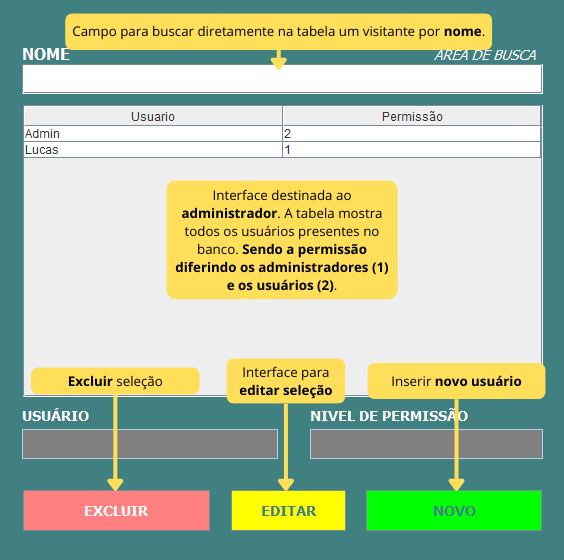 Campo para buscar diretamente na tabela um visitante por nome.
NOME
AREA DE BUSCA
Usuario Permissão
Admin 2
Lucas 1
Interface destinada ao
administrador. A tabela mostra
todos os usuários presentes no
banco. Sendo a permissão
diferindo os administradores (1)
e os usuários (2).
Excluir seleção
Interface para
editar seleção
Inserir novo usuário
USUÁRIO
NIVEL DE PERMISSÃO
EXCLUIR
EDITAR
NOVO